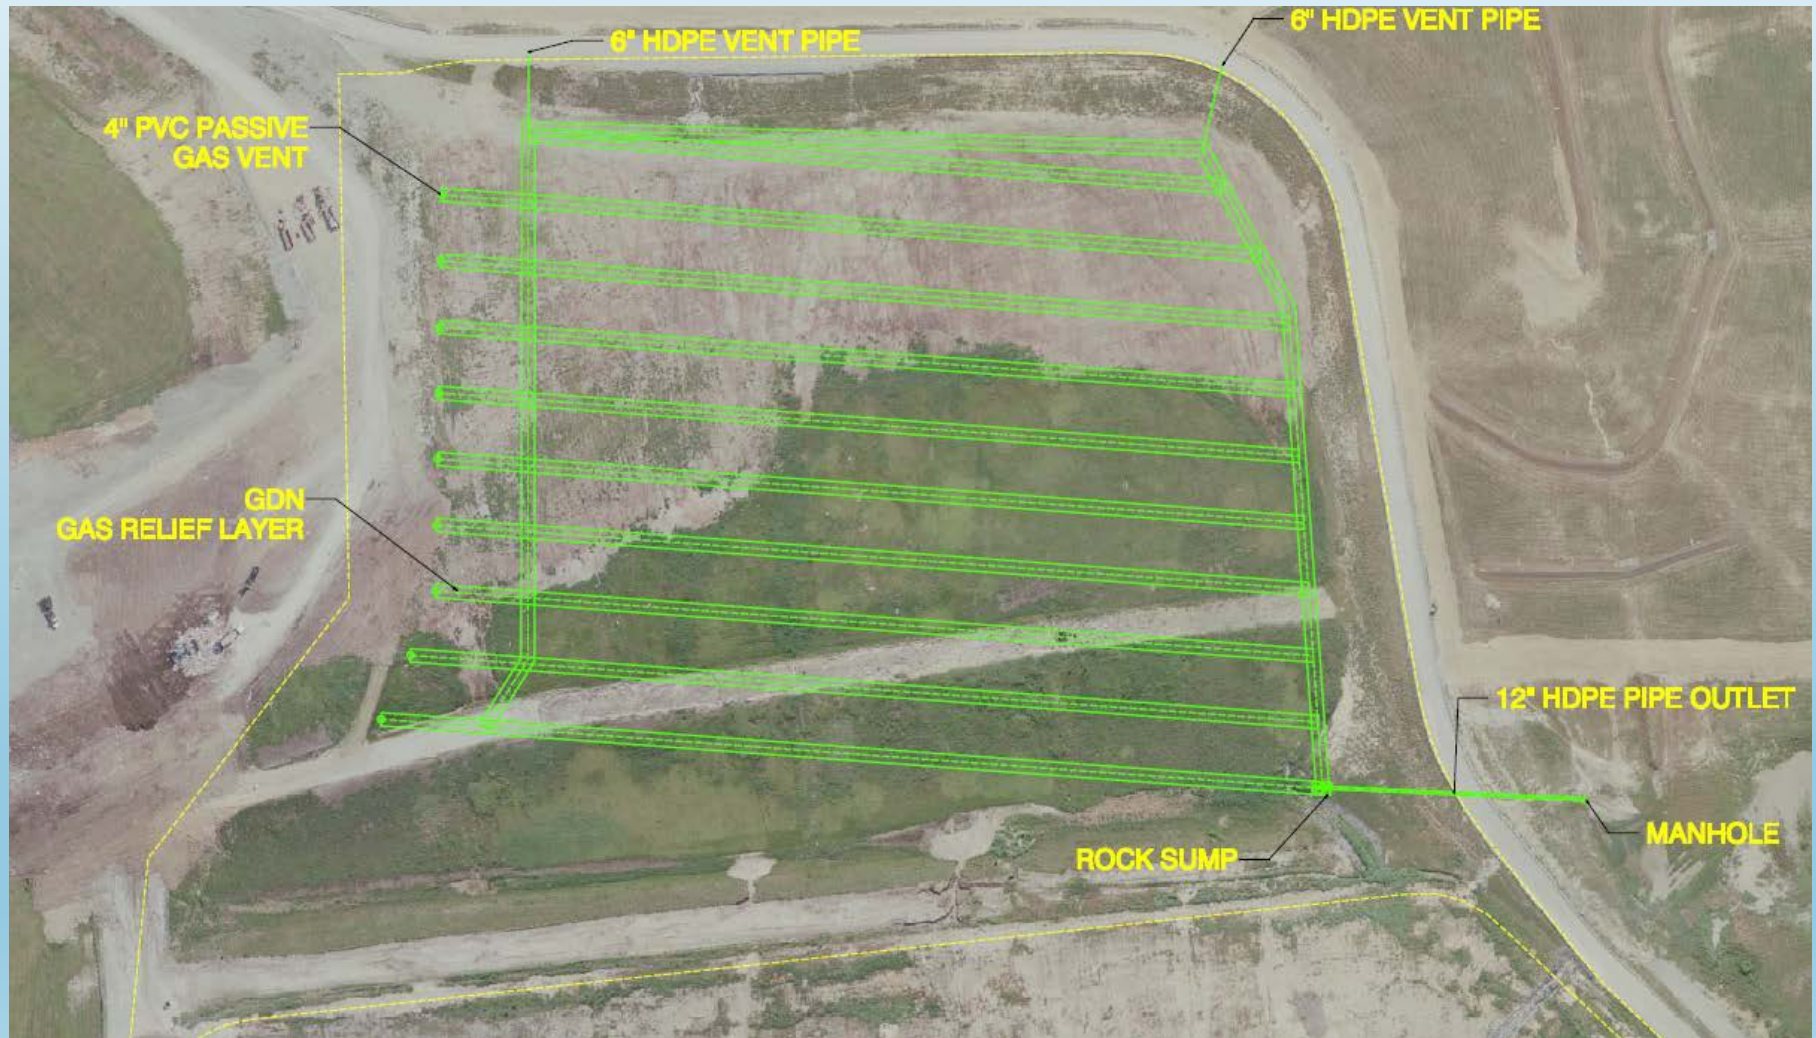 6" HDPE VENT PIPE
6" HDPE VENT PIPE
4" PVC PASSIVE
GAS VENT
GDN
GAS RELIEF LAYER
12" HDPE PIPE OUTLET
MANHOLE
ROCK SUMP